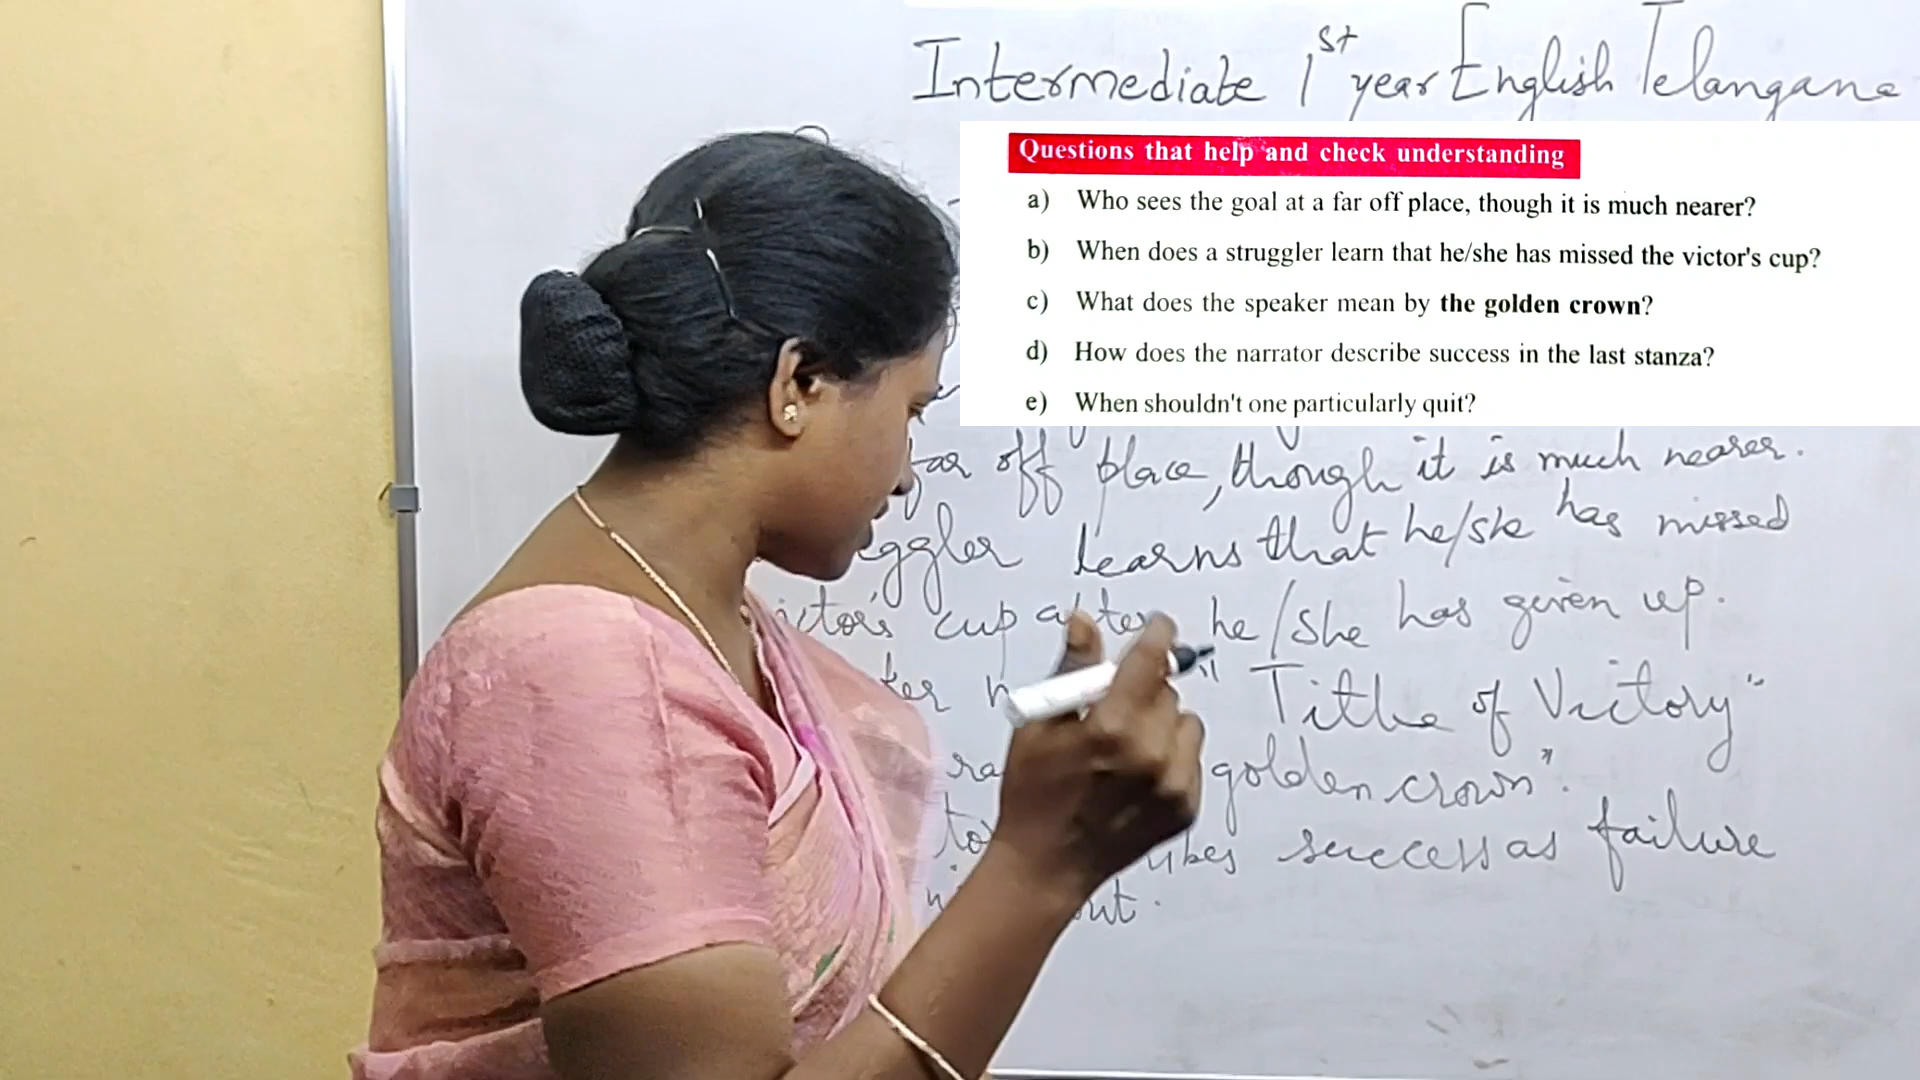 Intermediate 1st year English Telangana
Questions that help and check understanding
a) Who sees the goal at a far off place, though it is much nearer?
b) When does a struggler learn that he/she has missed the victor's cup?
c) What does the speaker mean by the golden crown?
d) How does the narrator describe success in the last stanza?
e) When shouldn't one particularly quit?
far off place, though it is much nearer.
learns that he/she has missed
cup after he/she has given up.
" Title of Victory"
golden crown".
success as failure